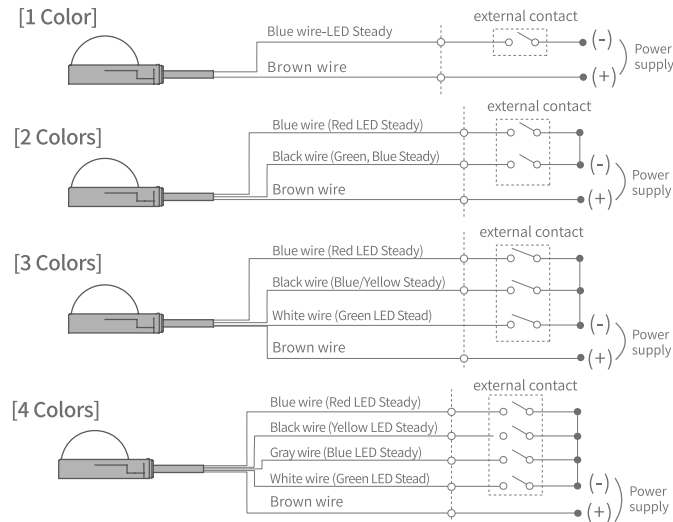 [1 Color]
external contact
Blue wire-LED Steady
(-)
Power
supply
Brown wire
(+)
[2 Colors]
external contact
Blue wire (Red LED Steady)
Black wire (Green, Blue Steady)
(-)
Power
supply
Brown wire
(+)
[3 Colors]
external contact
Blue wire (Red LED Steady)
Black wire (Blue/Yellow Steady)
White wire (Green LED Stead)
(-)
Power
supply
Brown wire
(+)
[4 Colors]
external contact
Blue wire (Red LED Steady)
Black wire (Yellow LED Steady)
Gray wire (Blue LED Steady)
White wire (Green LED Stead)
(-)
Power
supply
Brown wire
(+)